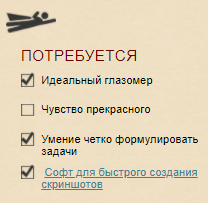 ПОТРЕБУЕТСЯ
Идеальный глазомер
Чувство прекрасного
Умение четко формулировать
задачи
Софт для быстрого создания
скриншотов